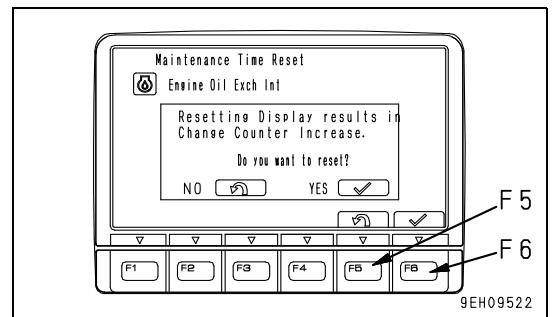 Maintenance Time Reset
Engine Oil Exch Int
Resetting Display results in
Change Counter Increase.
Do you want to reset?
NO YES
F5
F6
F1 F2 F3 F4 F5 F6
9EH09522